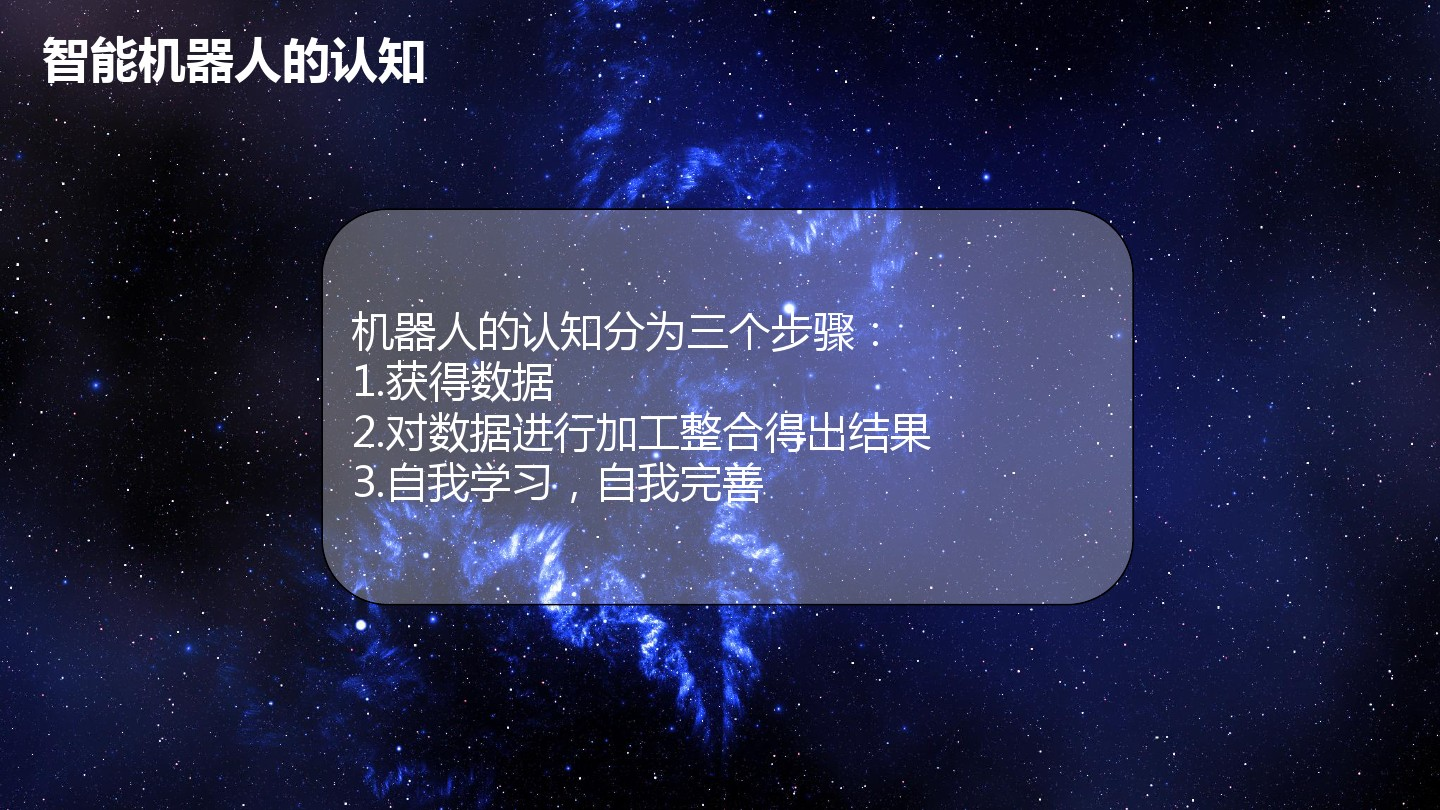 智能机器人的认知
机器人的认知分为三个步骤：
1.获得数据
2.对数据进行加工整合得出结果
3.自我学习，自我完善